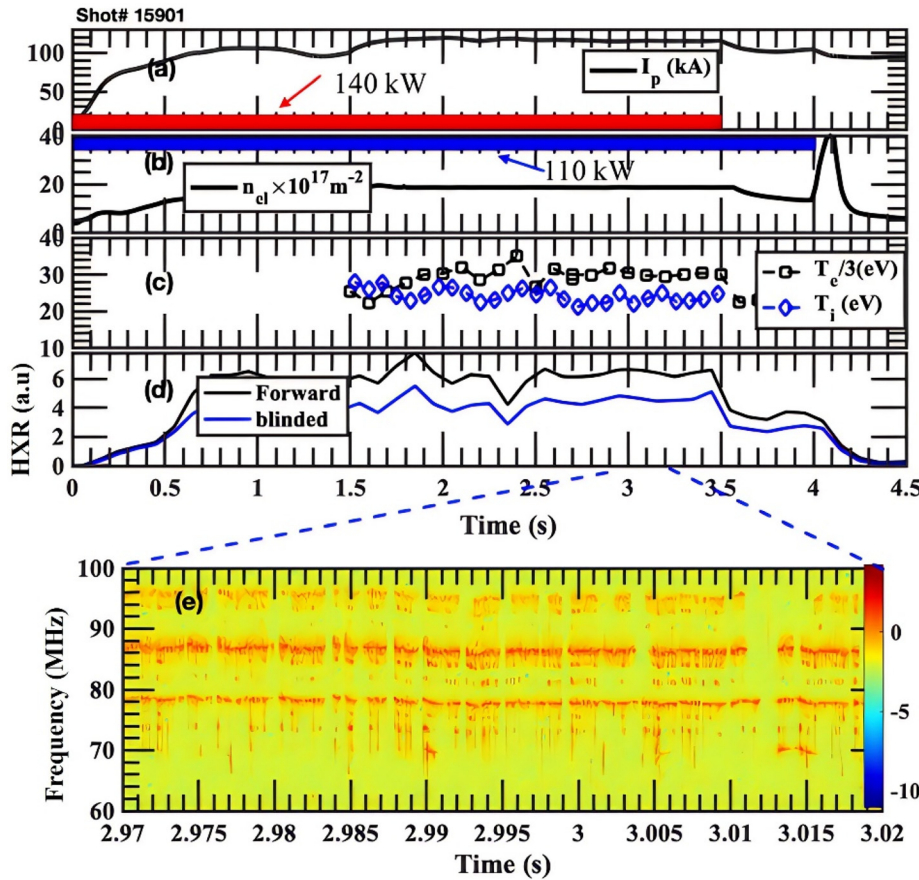 Shot# 15901
100
50
0
(a)
I_p (kA)
140 kW
40
20
0
(b)
n_el×10^17m^-2
110 kW
40
30
20
10
(c)
T_e/3(eV)
T_i (eV)
HXR (a.u)
6
4
2
0
(d)
Forward
blinded
0 0.5 1 1.5 2 2.5 3 3.5 4 4.5
Time (s)
Frequency (MHz)
100
90
80
70
60
(e)
0
-5
-10
2.97 2.975 2.98 2.985 2.99 2.995 3 3.005 3.01 3.015 3.02
Time (s)